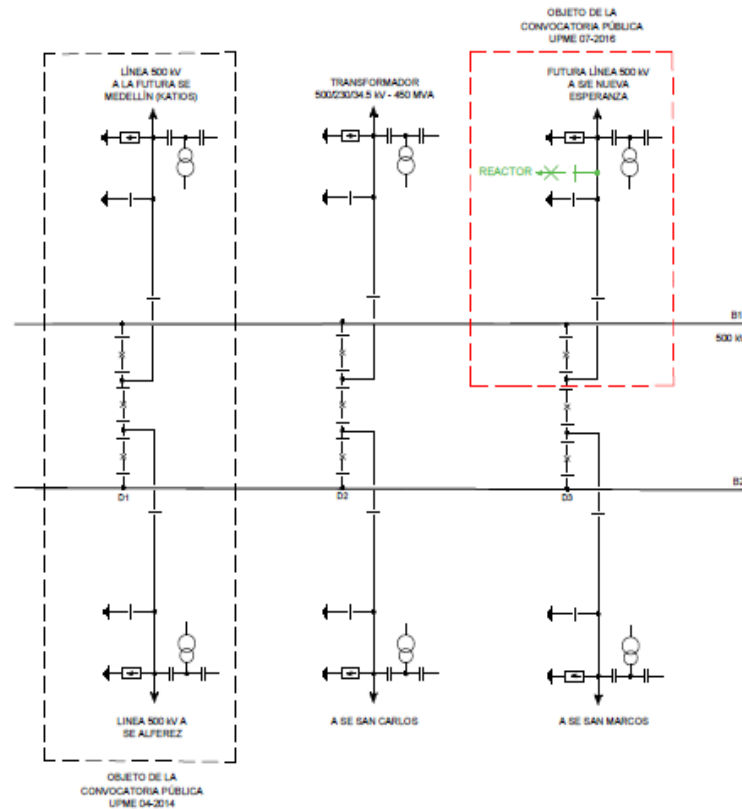 OBJETO DE LA
CONVOCATORIA PÚBLICA
UPME 07-2016
LÍNEA 500 kV
A LA FUTURA SE
MEDELLÍN (KATIOS)
TRANSFORMADOR
500/230/34.5 kV - 450 MVA
FUTURA LÍNEA 500 kV
A S/E NUEVA
ESPERANZA
REACTOR
B1
500 kV
B2
D1
D2
D3
LINEA 500 kV A
SE ALFEREZ
A SE SAN CARLOS
A SE SAN MARCOS
OBJETO DE LA
CONVOCATORIA PÚBLICA
UPME 04-2014